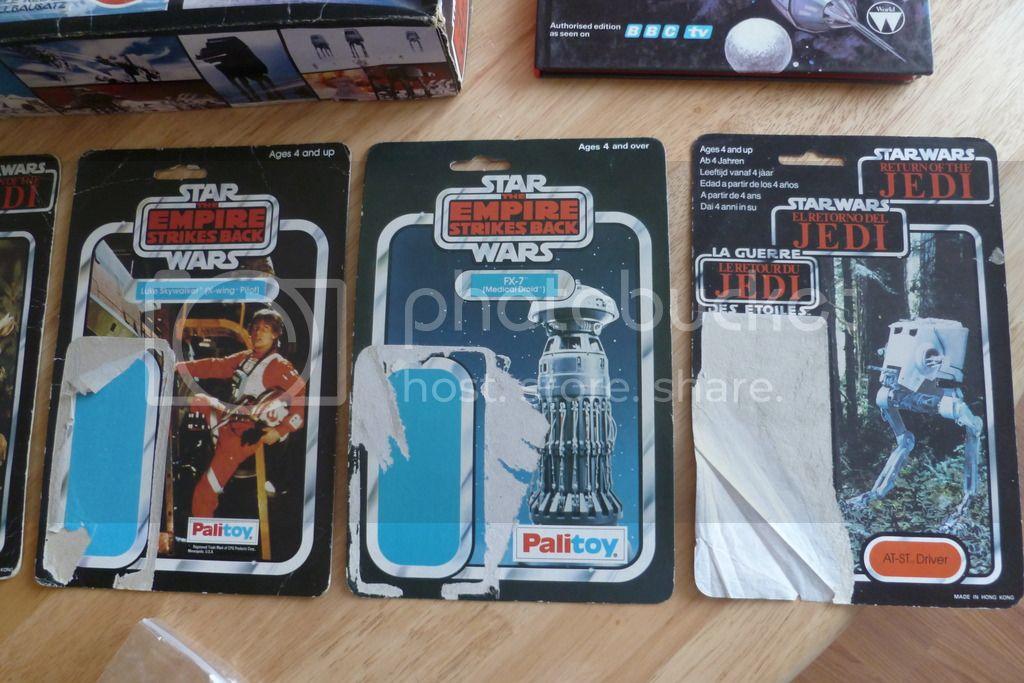 ELBAUSATZ
Authorised edition
as seen on
BBC tv
World
W
WARS
JEDI
Ages 4 and up
STAR
THE
EMPIRE
STRIKES BACK
WARS
Luke Skywalker (X-wing Pilot)
Palitoy
Ages 4 and over
STAR
THE
EMPIRE
STRIKES BACK
WARS
FX-7
(Medical Droid)
Palitoy
Ages 4 and up
Ab 4 Jahren
Leeftijd vanaf 4 jaar
Edad a partir de los 4 años
A partir de 4 ans
Dai 4 anni in su
STAR WARS
RETURN OF THE
JEDI
STAR WARS
EL RETORNO DEL
JEDI
LA GUERRE
LE RETOUR DU
JEDI
DES ETOILES
AT-ST Driver
MADE IN HONG KONG
photobucket
host. store. share.